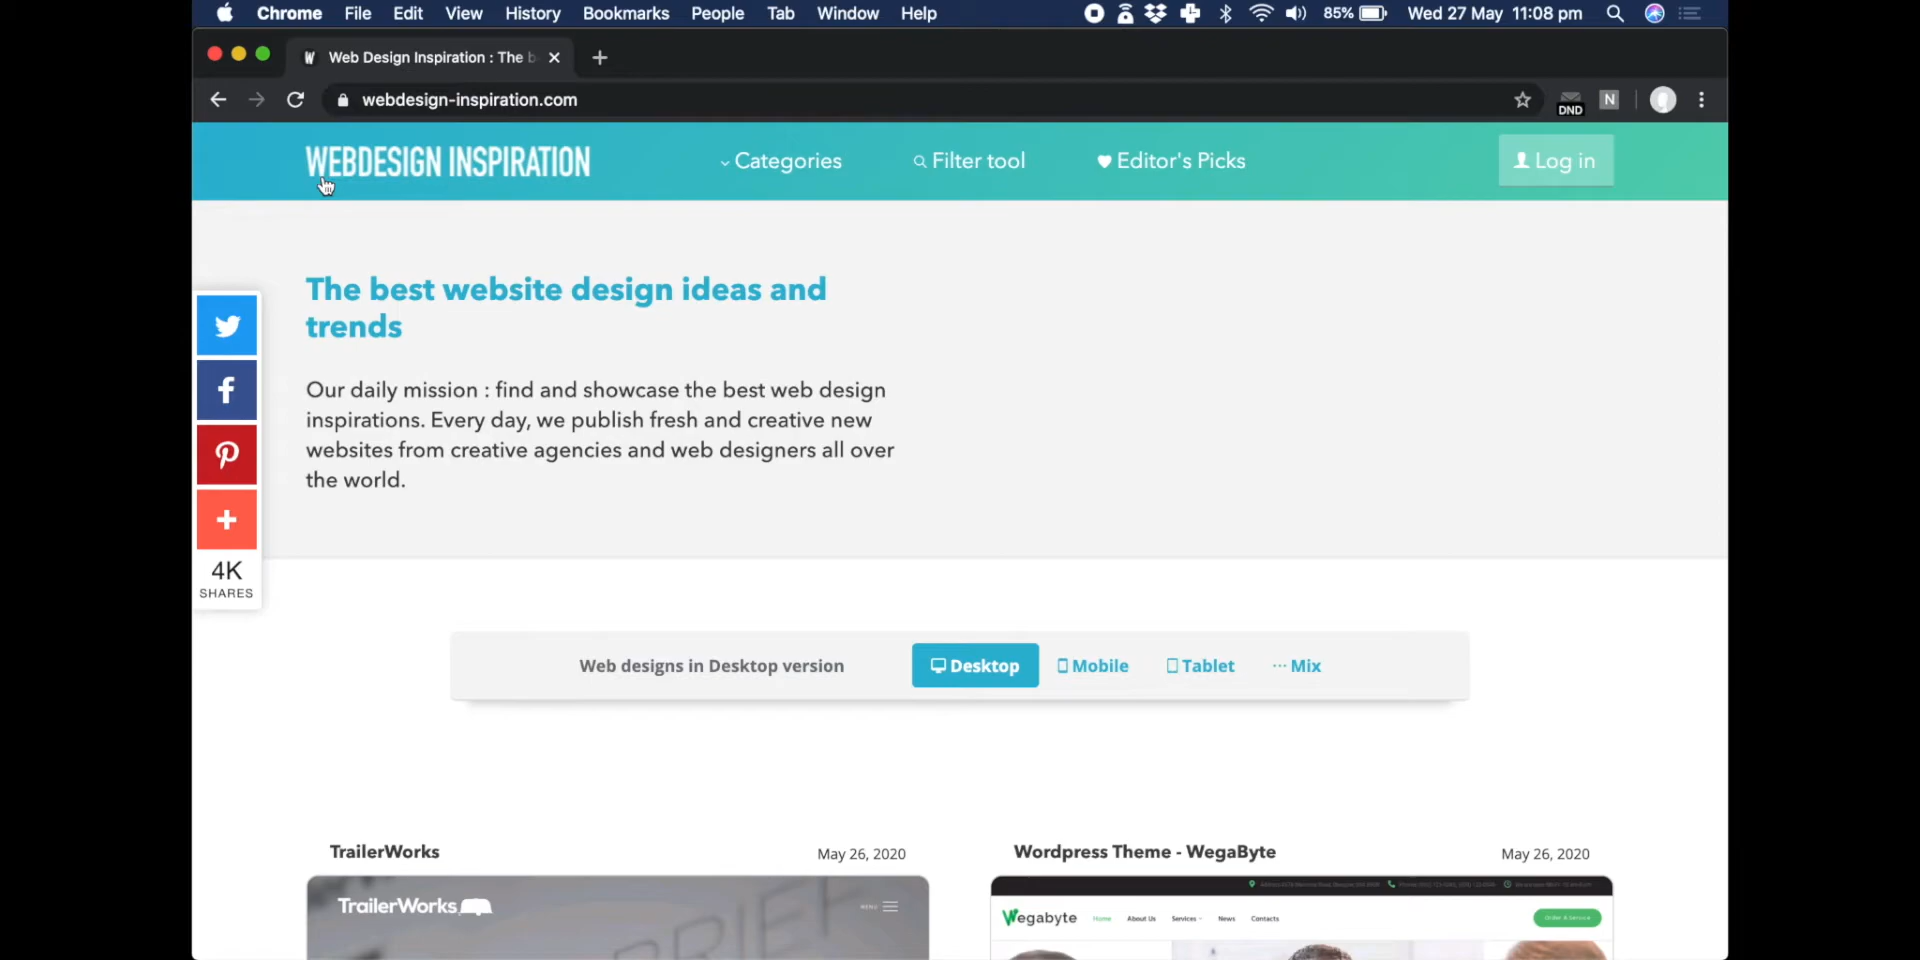 Chrome File Edit View History Bookmarks People Tab Window Help 85% Wed 27 May 11:08 pm
Web Design Inspiration : The b
webdesign-inspiration.com
DND
N
WEBDESIGN INSPIRATION Categories Filter tool Editor's Picks Log in
The best website design ideas and
trends
Our daily mission : find and showcase the best web design
inspirations. Every day, we publish fresh and creative new
websites from creative agencies and web designers all over
the world.
4K
SHARES
Web designs in Desktop version Desktop Mobile Tablet Mix
TrailerWorks May 26, 2020
Wordpress Theme - WegaByte May 26, 2020
TrailerWorks MENU
BRIEF
Wegabyte Home About Us Services News Contacts Order A Service